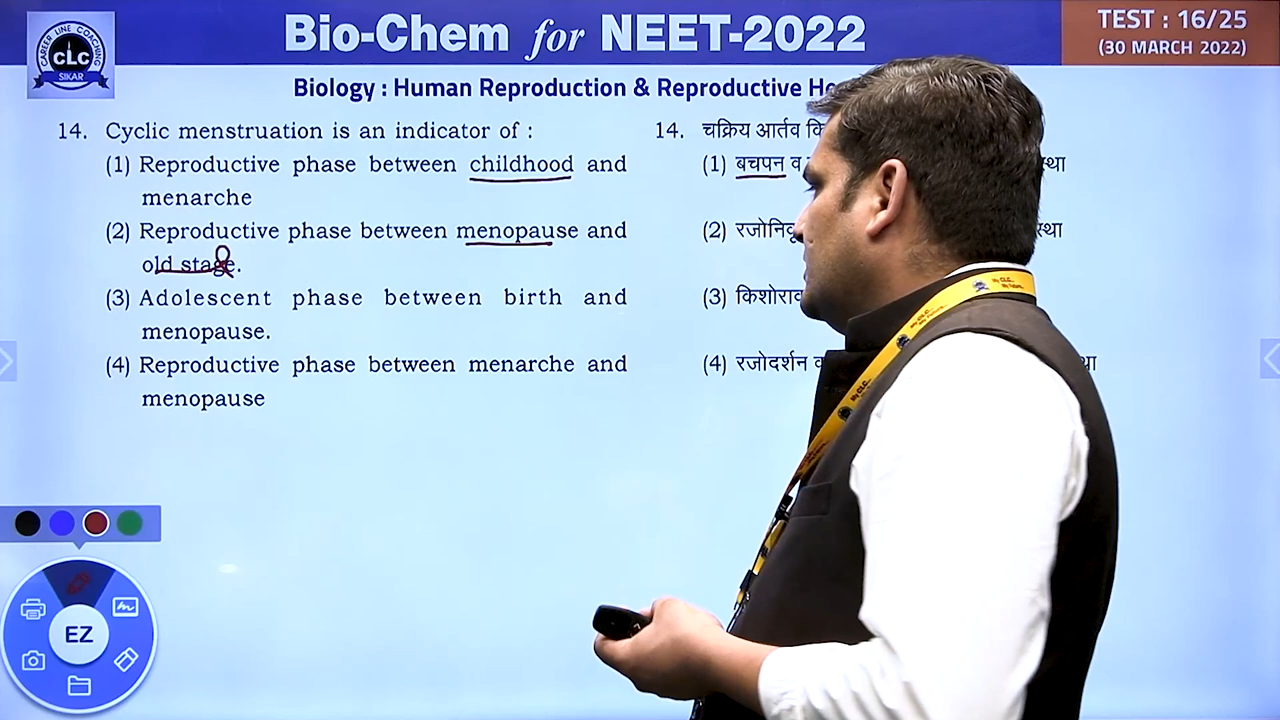 CAREER LINE COACHING
CLC
SIKAR
Bio-Chem for NEET-2022
TEST : 16/25
(30 MARCH 2022)
Biology : Human Reproduction & Reproductive
14. Cyclic menstruation is an indicator of :
(1) Reproductive phase between childhood and
menarche
(2) Reproductive phase between menopause and
old stage.
(3) Adolescent phase between birth and
menopause.
(4) Reproductive phase between menarche and
menopause
14. चक्रिय आर्तव
(1) बचपन व
(2)
(3)
(4) रजोदर्शन
EZ